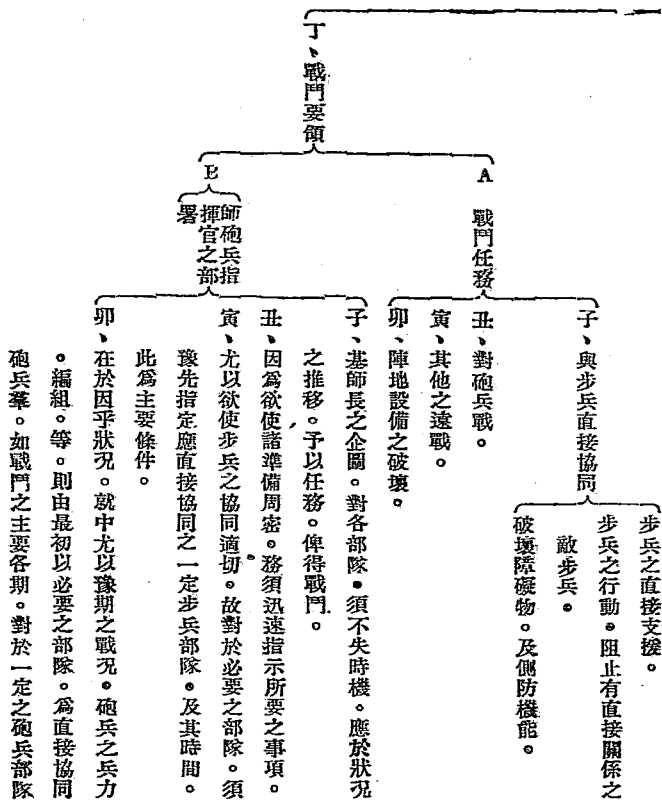 丁、戰鬥要領
A 戰鬥任務
子、與步兵直接協同
步兵之直接支援。
步兵之行動。阻止有直接關係之
敵步兵。
破壞障礙物。及側防機能。
丑、對砲兵戰。
寅、其他之遠戰。
卯、陣地設備之破壞。
B
師砲兵指
揮官之部
署
子、基師長之企圖。對各部隊。須不失時機。應於狀況
之推移。予以任務。俾得戰鬥。
丑、因爲欲使諸準備周密。務須迅速指示所要之事項。
寅、尤以欲使步兵之協同適切。故對於必要之部隊。須
豫先指定應直接協同之一定步兵部隊。及其時間。
此爲主要條件。
卯、在於因乎狀況。就中尤以豫期之戰況。砲兵之兵力
。編組。等。則由最初以必要之部隊。爲直接協同
砲兵羣。如戰鬥之主要各期。對於一定之砲兵部隊